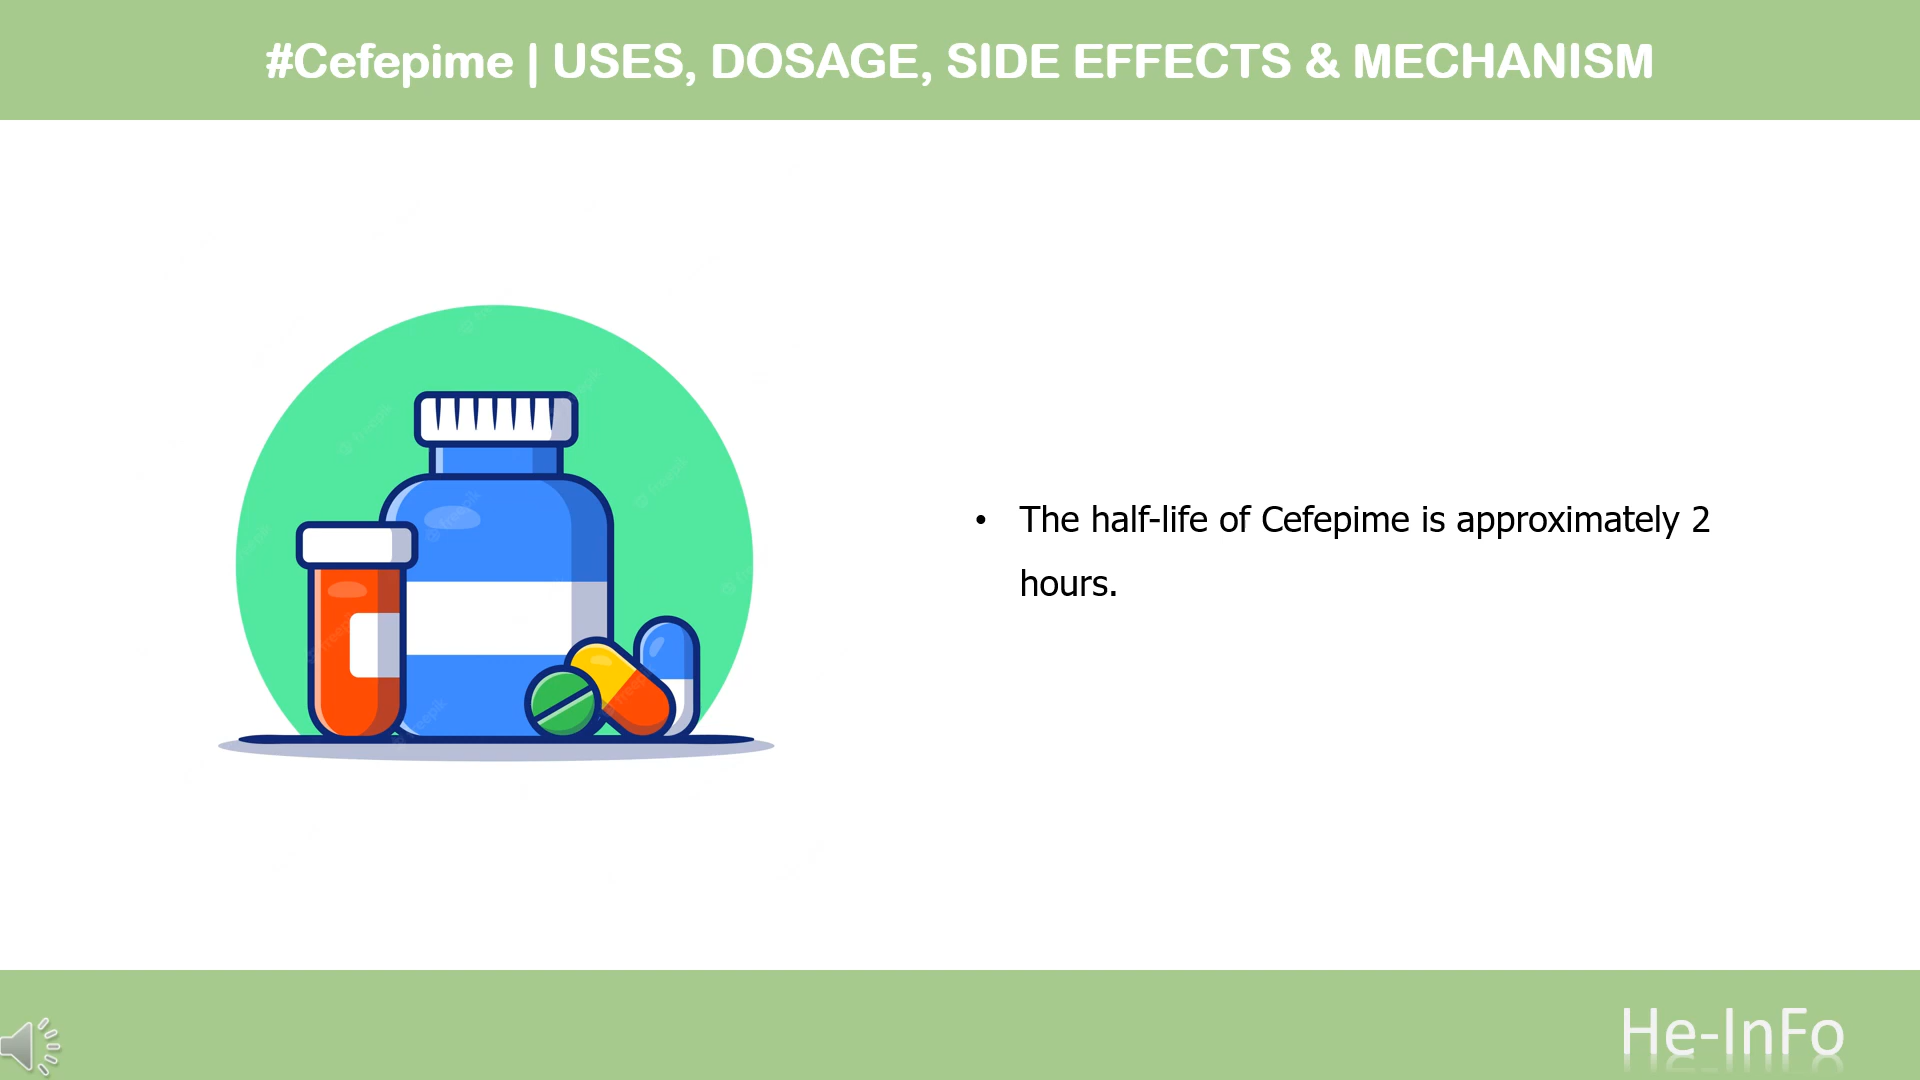 #Cefepime | USES, DOSAGE, SIDE EFFECTS & MECHANISM
• The half-life of Cefepime is approximately 2
hours.
He-InFo